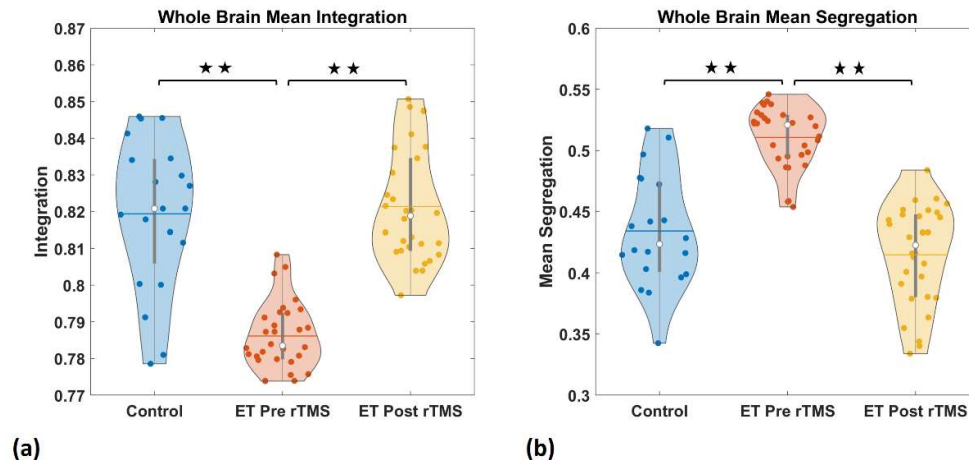 Whole Brain Mean Integration
0.87
0.86
0.85
0.84
0.83
0.82
0.81
0.8
0.79
0.78
0.77
Integration
★ ★
★ ★
Control
ET Pre rTMS
ET Post rTMS
(a)
Whole Brain Mean Segregation
0.6
0.55
0.5
0.45
0.4
0.35
0.3
Mean Segregation
★ ★
★ ★
Control
ET Pre rTMS
ET Post rTMS
(b)